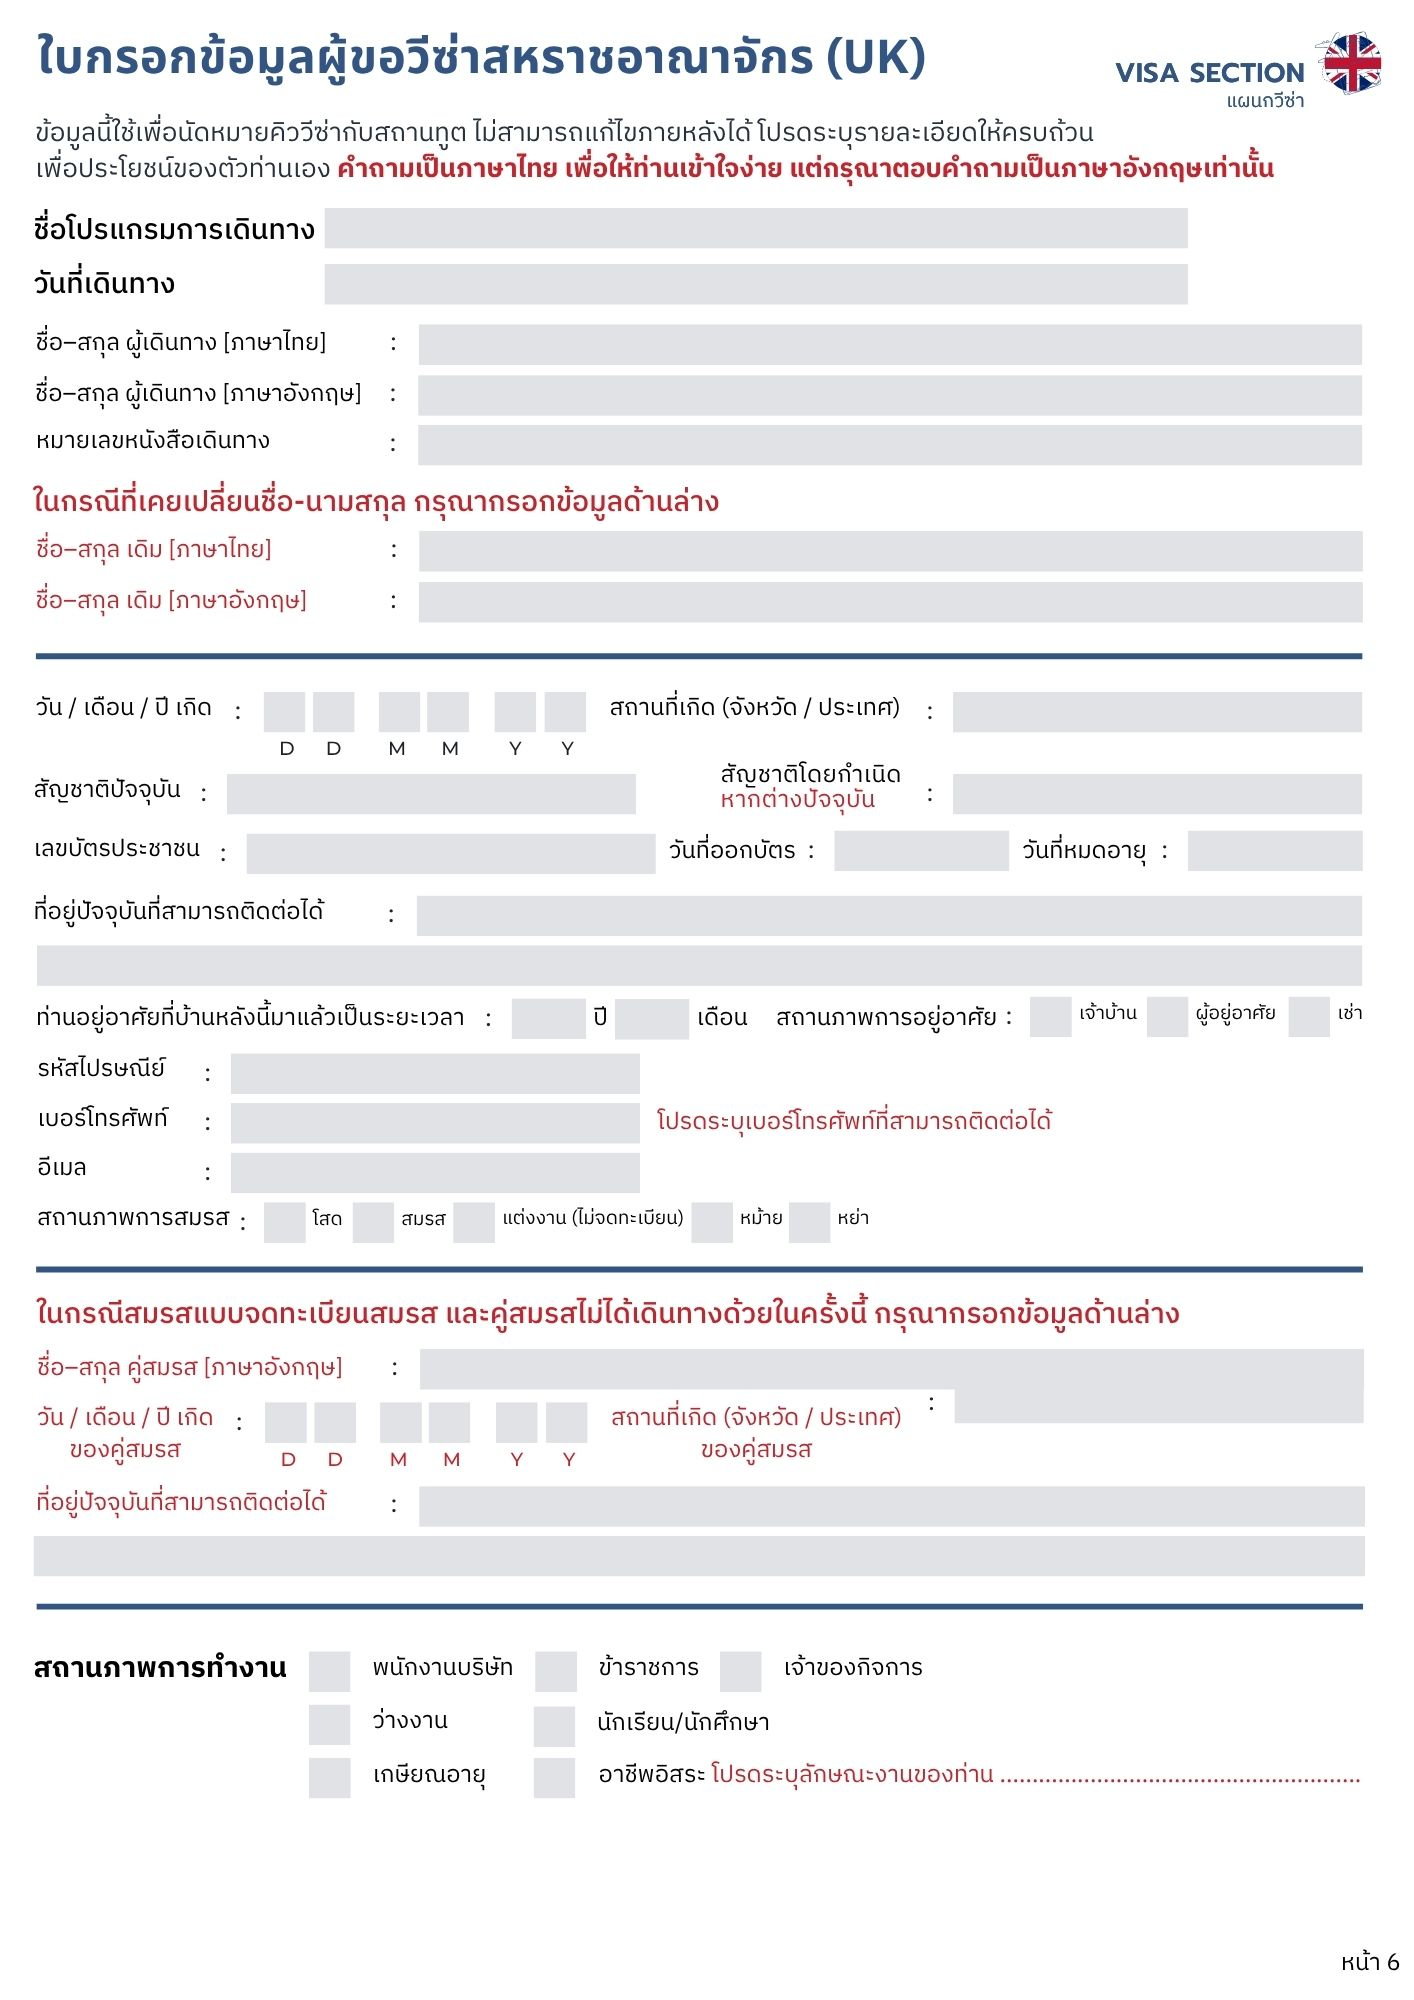 ใบกรอกข้อมูลผู้ขอวีซ่าสหราชอาณาจักร (UK)
VISA SECTION
แผนกวีซ่า
ข้อมูลนี้ใช้เพื่อนัดหมายคิววีซ่ากับสถานทูต ไม่สามารถแก้ไขภายหลังได้ โปรดระบุรายละเอียดให้ครบถ้วน
เพื่อประโยชน์ของตัวท่านเอง คำถามเป็นภาษาไทย เพื่อให้ท่านเข้าใจง่าย แต่กรุณาตอบคำถามเป็นภาษาอังกฤษเท่านั้น
ชื่อโปรแกรมการเดินทาง
วันที่เดินทาง
ชื่อ–สกุล ผู้เดินทาง [ภาษาไทย] :
ชื่อ–สกุล ผู้เดินทาง [ภาษาอังกฤษ] :
หมายเลขหนังสือเดินทาง :
ในกรณีที่เคยเปลี่ยนชื่อ-นามสกุล กรุณากรอกข้อมูลด้านล่าง
ชื่อ–สกุล เดิม [ภาษาไทย] :
ชื่อ–สกุล เดิม [ภาษาอังกฤษ] :
วัน / เดือน / ปี เกิด : สถานที่เกิด (จังหวัด / ประเทศ) :
D D M M Y Y
สัญชาติปัจจุบัน : สัญชาติโดยกำเนิด :
หากต่างปัจจุบัน
เลขบัตรประชาชน : วันที่ออกบัตร : วันที่หมดอายุ :
ที่อยู่ปัจจุบันที่สามารถติดต่อได้ :
ท่านอยู่อาศัยที่บ้านหลังนี้มาแล้วเป็นระยะเวลา : ปี เดือน สถานภาพการอยู่อาศัย : เจ้าบ้าน ผู้อยู่อาศัย เช่า
รหัสไปรษณีย์ :
เบอร์โทรศัพท์ : โปรดระบุเบอร์โทรศัพท์ที่สามารถติดต่อได้
อีเมล :
สถานภาพการสมรส : โสด สมรส แต่งงาน (ไม่จดทะเบียน) หม้าย หย่า
ในกรณีสมรสแบบจดทะเบียนสมรส และคู่สมรสไม่ได้เดินทางด้วยในครั้งนี้ กรุณากรอกข้อมูลด้านล่าง
ชื่อ–สกุล คู่สมรส [ภาษาอังกฤษ] :
วัน / เดือน / ปี เกิด : สถานที่เกิด (จังหวัด / ประเทศ) :
ของคู่สมรส D D M M Y Y ของคู่สมรส
ที่อยู่ปัจจุบันที่สามารถติดต่อได้ :
สถานภาพการทำงาน พนักงานบริษัท ข้าราชการ เจ้าของกิจการ
ว่างงาน นักเรียน/นักศึกษา
เกษียณอายุ อาชีพอิสระ โปรดระบุลักษณะงานของท่าน ........................................................
หน้า 6